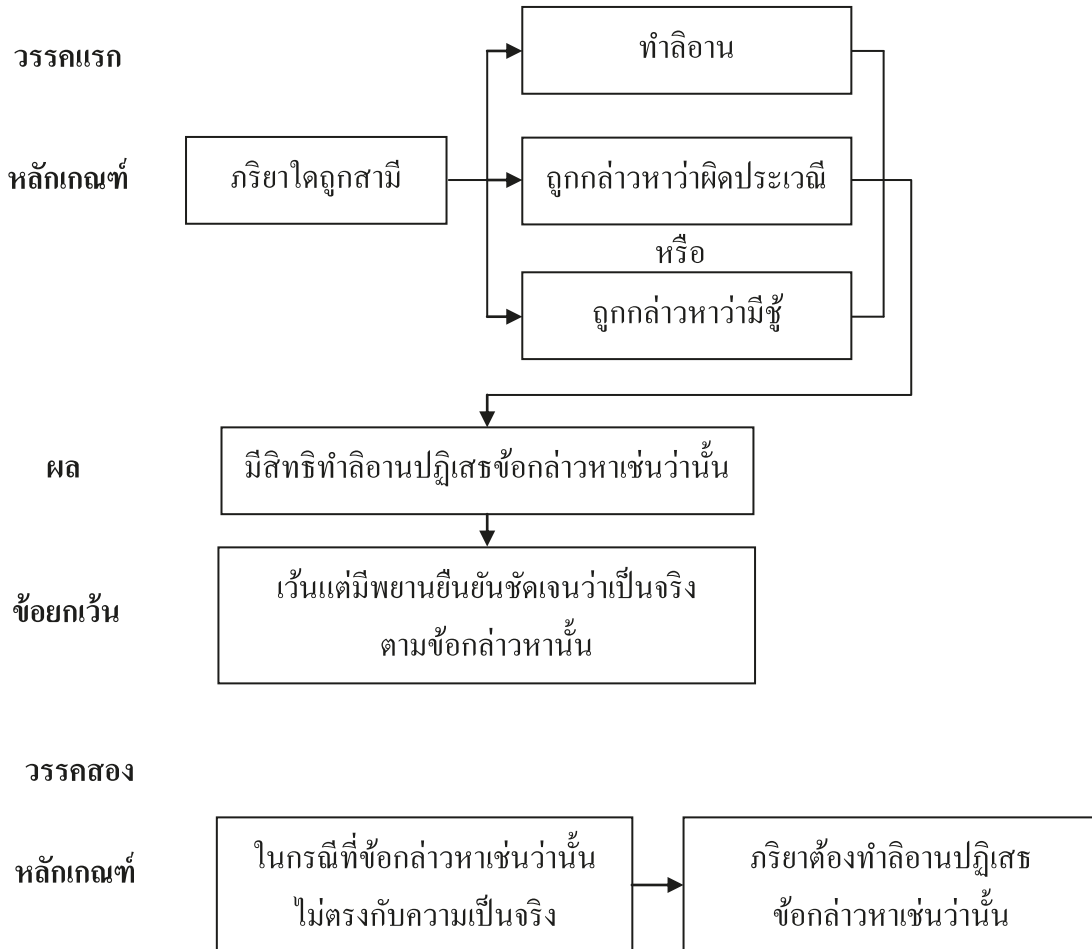 วรรคแรก
ทำลิอาน
หลักเกณฑ์
ภริยาใดถูกสามี
ถูกกล่าวหาว่าผิดประเวณี
หรือ
ถูกกล่าวหาว่ามีชู้
ผล
มีสิทธิทำลิอานปฏิเสธข้อกล่าวหาเช่นว่านั้น
ข้อยกเว้น
เว้นแต่มีพยานยืนยันชัดเจนว่าเป็นจริง
ตามข้อกล่าวหานั้น
วรรคสอง
หลักเกณฑ์
ในกรณีที่ข้อกล่าวหาเช่นว่านั้น
ไม่ตรงกับความเป็นจริง
ภริยาต้องทำลิอานปฏิเสธ
ข้อกล่าวหาเช่นว่านั้น